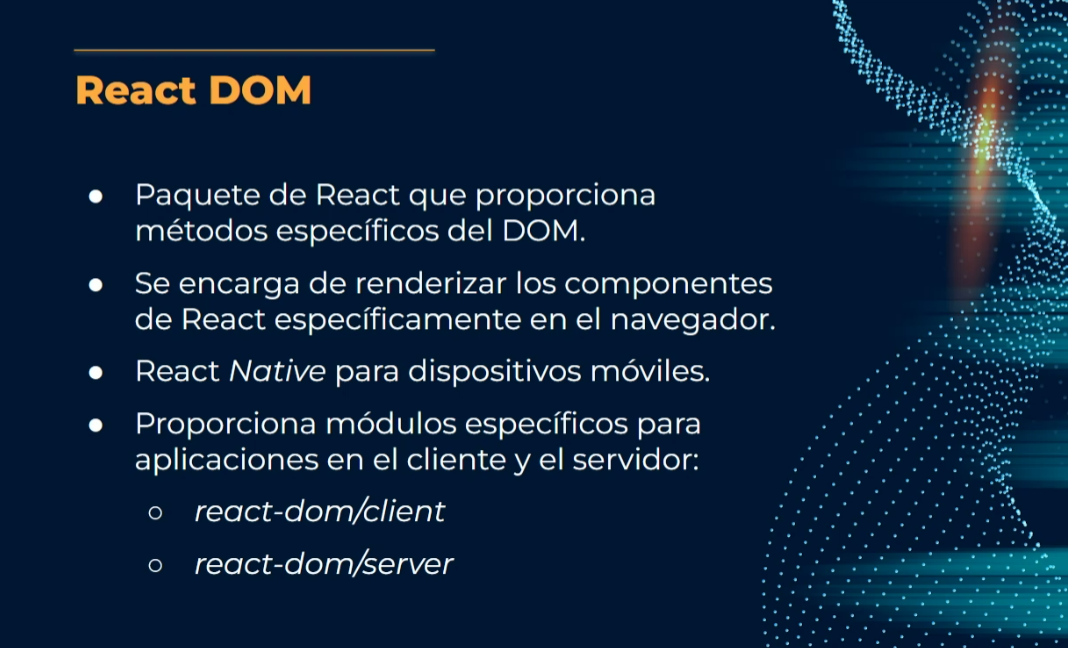 React DOM
● Paquete de React que proporciona
métodos específicos del DOM.
● Se encarga de renderizar los componentes
de React específicamente en el navegador.
● React Native para dispositivos móviles.
● Proporciona módulos específicos para
aplicaciones en el cliente y el servidor:
○ react-dom/client
○ react-dom/server